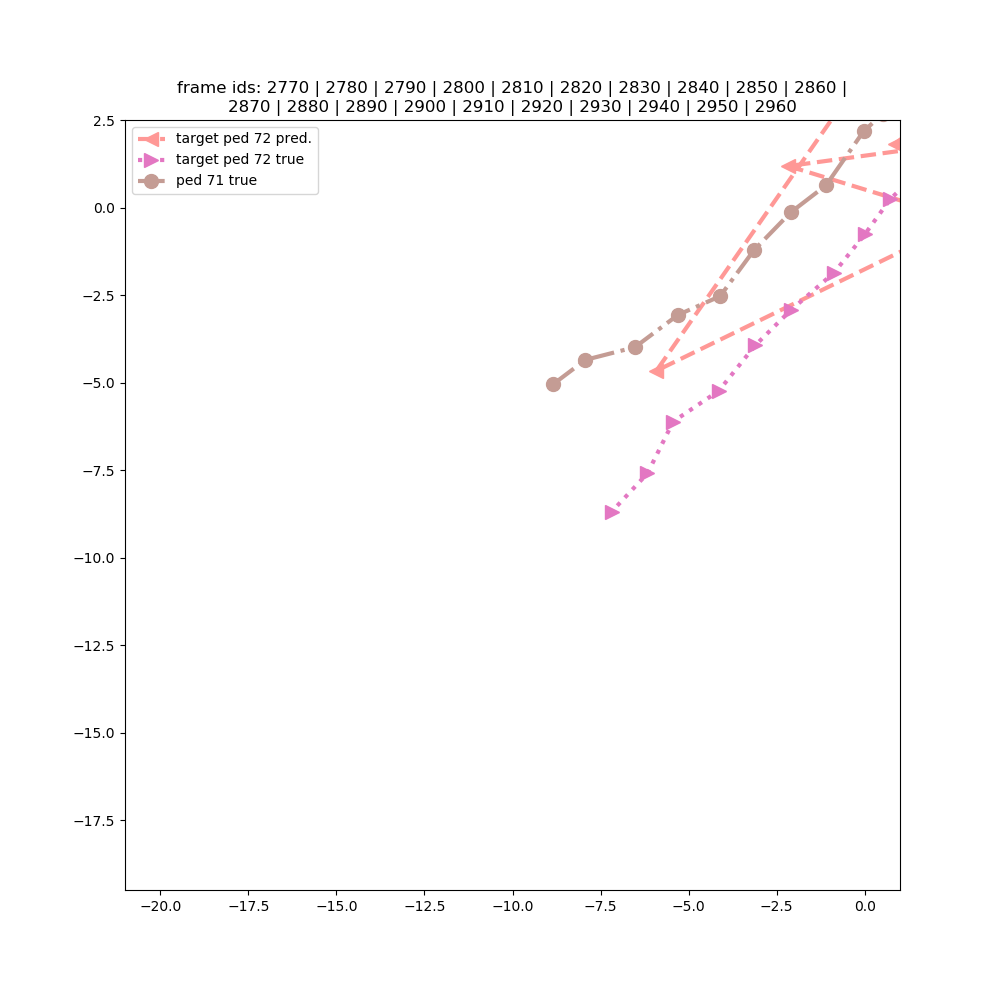 frame ids: 2770 | 2780 | 2790 | 2800 | 2810 | 2820 | 2830 | 2840 | 2850 | 2860 |
2870 | 2880 | 2890 | 2900 | 2910 | 2920 | 2930 | 2940 | 2950 | 2960
target ped 72 pred.
target ped 72 true
ped 71 true
2.5
0.0
−2.5
−5.0
−7.5
−10.0
−12.5
−15.0
−17.5
−20.0 −17.5 −15.0 −12.5 −10.0 −7.5 −5.0 −2.5 0.0